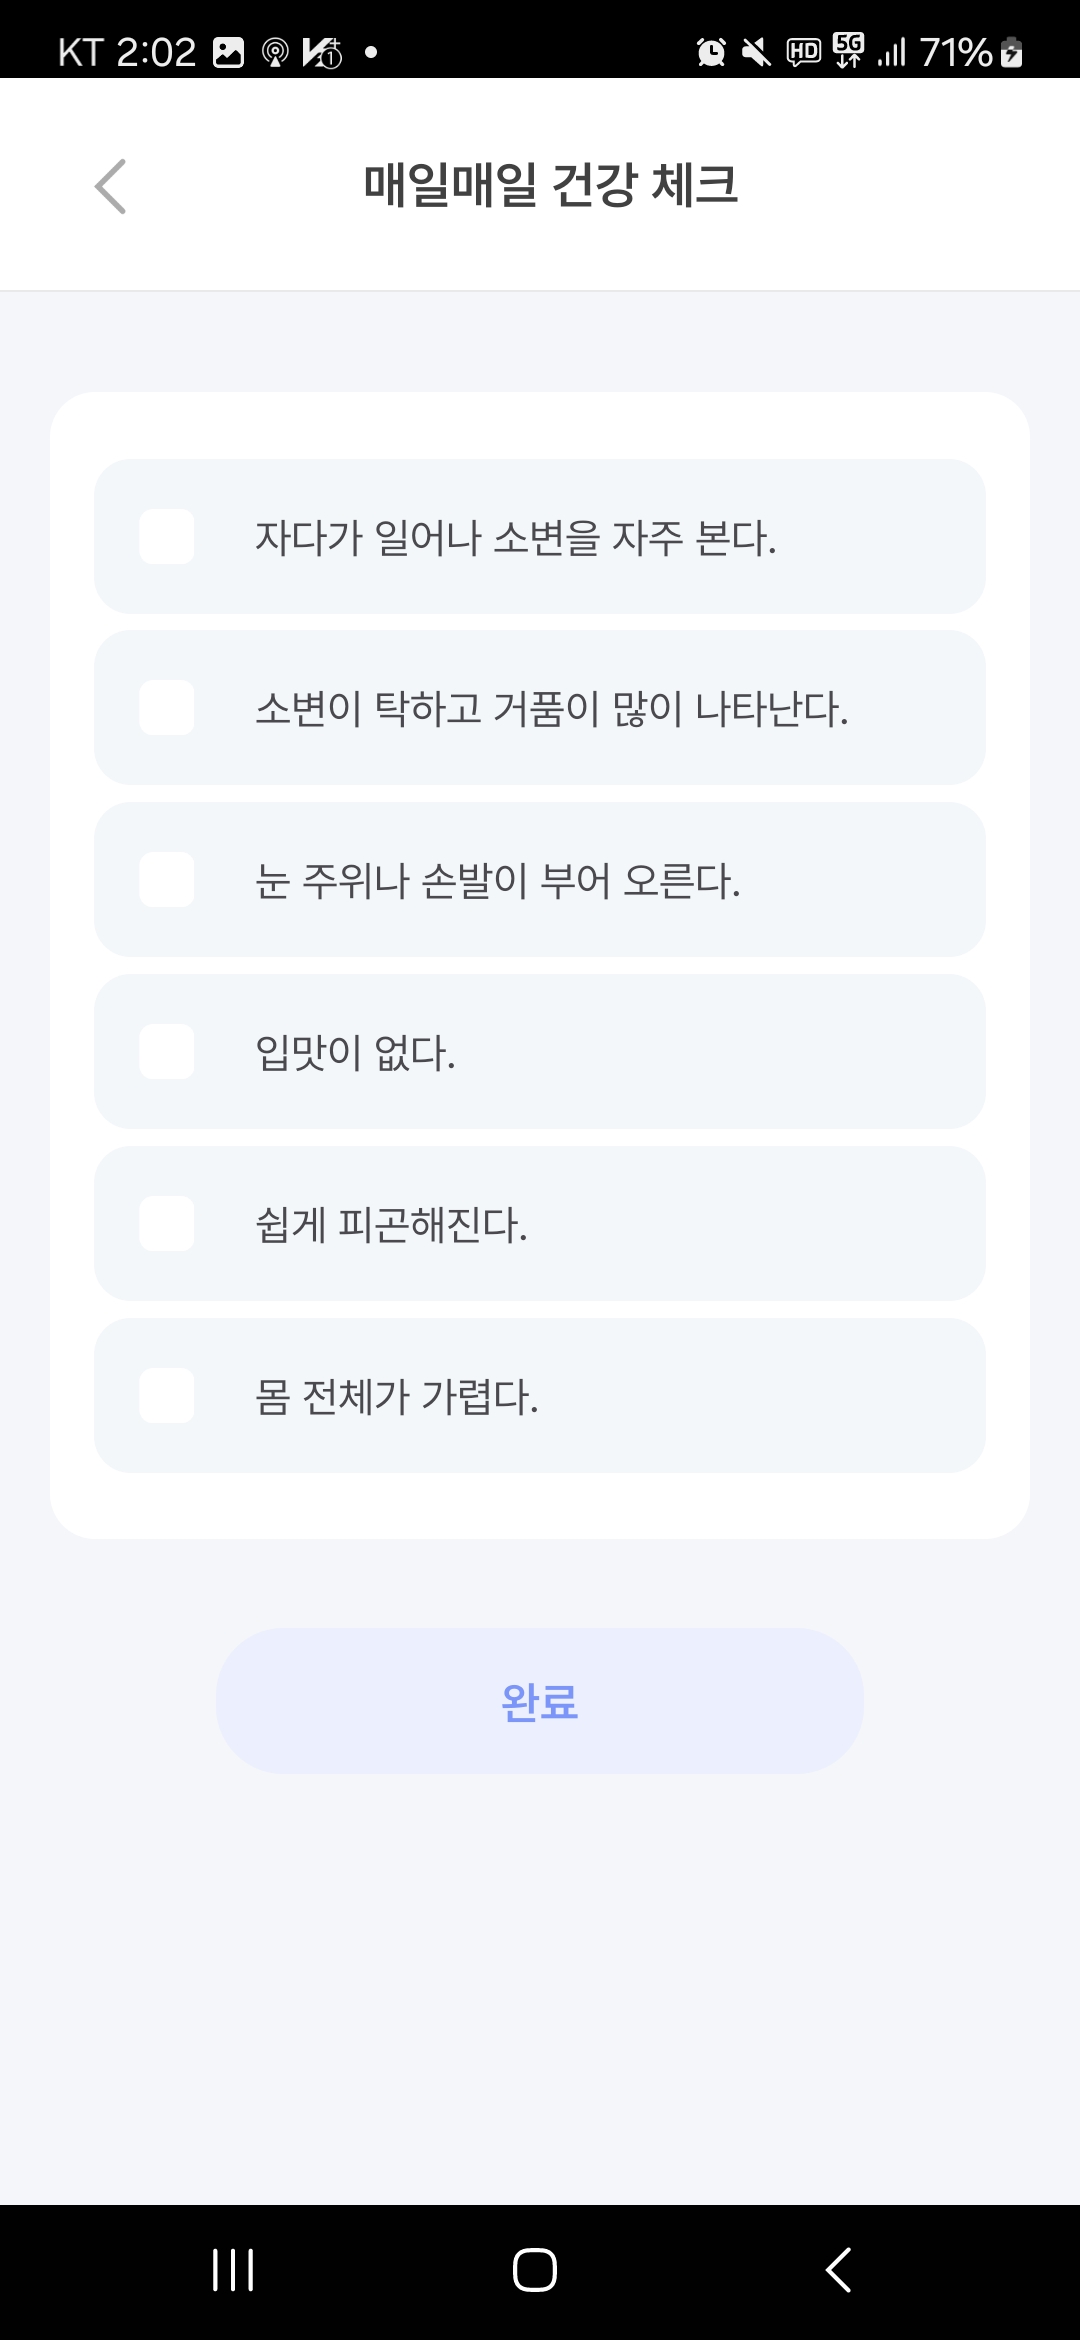 KT 2:02 HD 5G 71%
매일매일 건강 체크
자다가 일어나 소변을 자주 본다.
소변이 탁하고 거품이 많이 나타난다.
눈 주위나 손발이 부어 오른다.
입맛이 없다.
쉽게 피곤해진다.
몸 전체가 가렵다.
완료